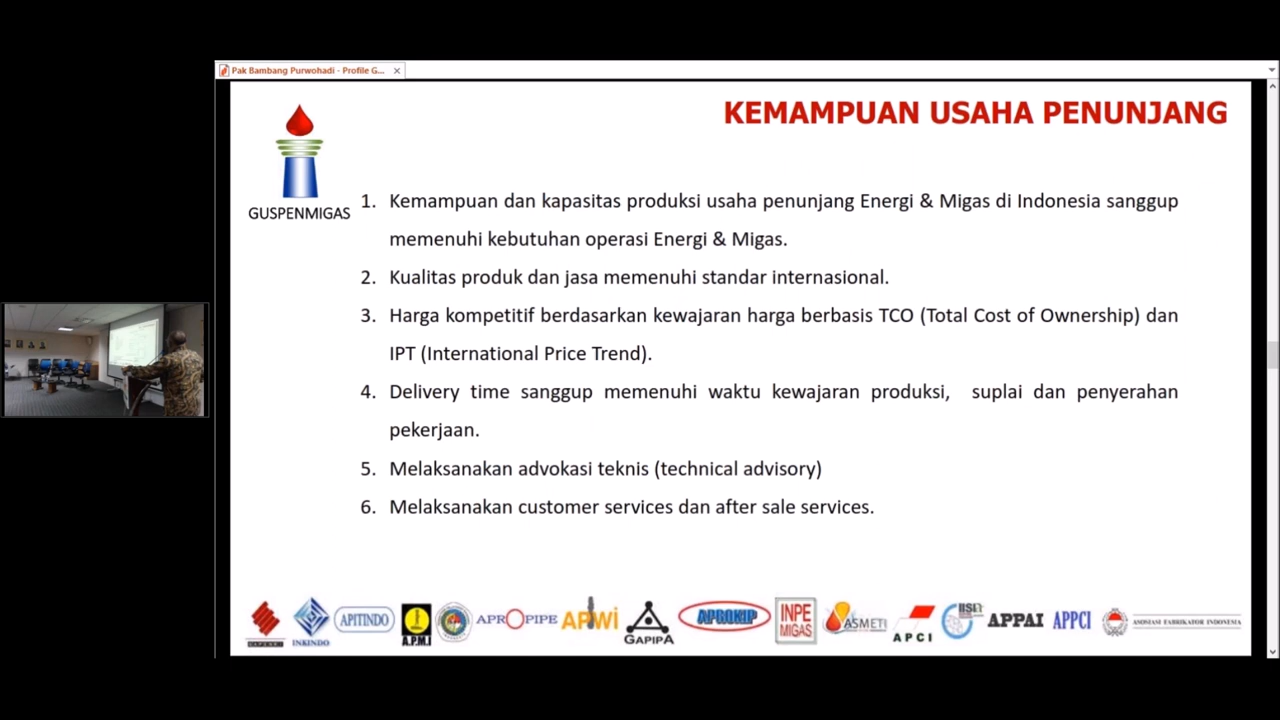 Pak Bambang Purwohadi - Profile G...
KEMAMPUAN USAHA PENUNJANG
GUSPENMIGAS
1. Kemampuan dan kapasitas produksi usaha penunjang Energi & Migas di Indonesia sanggup
memenuhi kebutuhan operasi Energi & Migas.
2. Kualitas produk dan jasa memenuhi standar internasional.
3. Harga kompetitif berdasarkan kewajaran harga berbasis TCO (Total Cost of Ownership) dan
IPT (International Price Trend).
4. Delivery time sanggup memenuhi waktu kewajaran produksi, suplai dan penyerahan
pekerjaan.
5. Melaksanakan advokasi teknis (technical advisory)
6. Melaksanakan customer services dan after sale services.
INKINDO
APITINDO
A.P.M.I
APROPIPE
APWi
GAPIPA
APROKIP
INPE
MIGAS
ASMETI
APCI
APPAI
APPCI
ASOSIASI FABRIKATOR INDONESIA